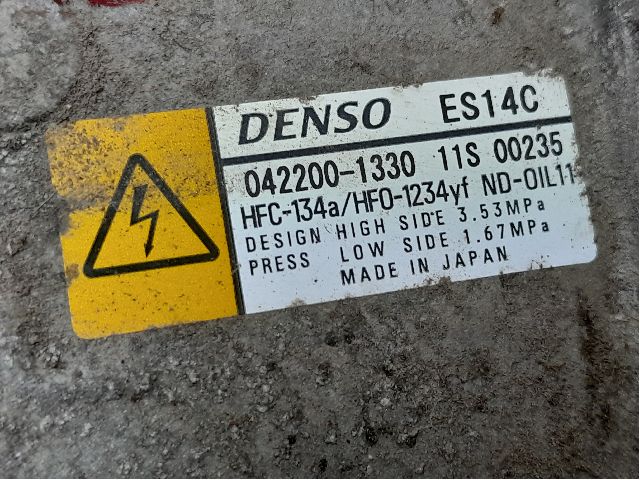 DENSO ES14C
042200-1330 11S 00235
HFC-134a/HFO-1234yf ND-OIL11
DESIGN HIGH SIDE 3.53MPa
PRESS LOW SIDE 1.67MPa
MADE IN JAPAN